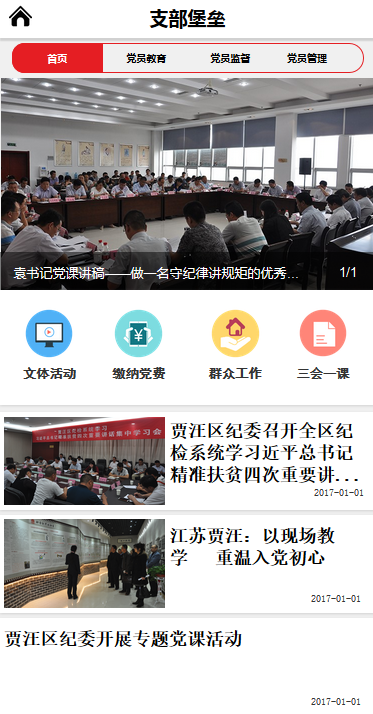 支部堡垒
首页 党员教育 党员监督 党员管理
袁书记党课讲稿——做一名守纪律讲规矩的优秀... 1/1
文体活动 缴纳党费 群众工作 三会一课
贾汪区纪委召开全区纪
检系统学习近平总书记
精准扶贫四次重要讲...
2017-01-01
江苏贾汪：以现场教
学 重温入党初心
2017-01-01
贾汪区纪委开展专题党课活动
2017-01-01